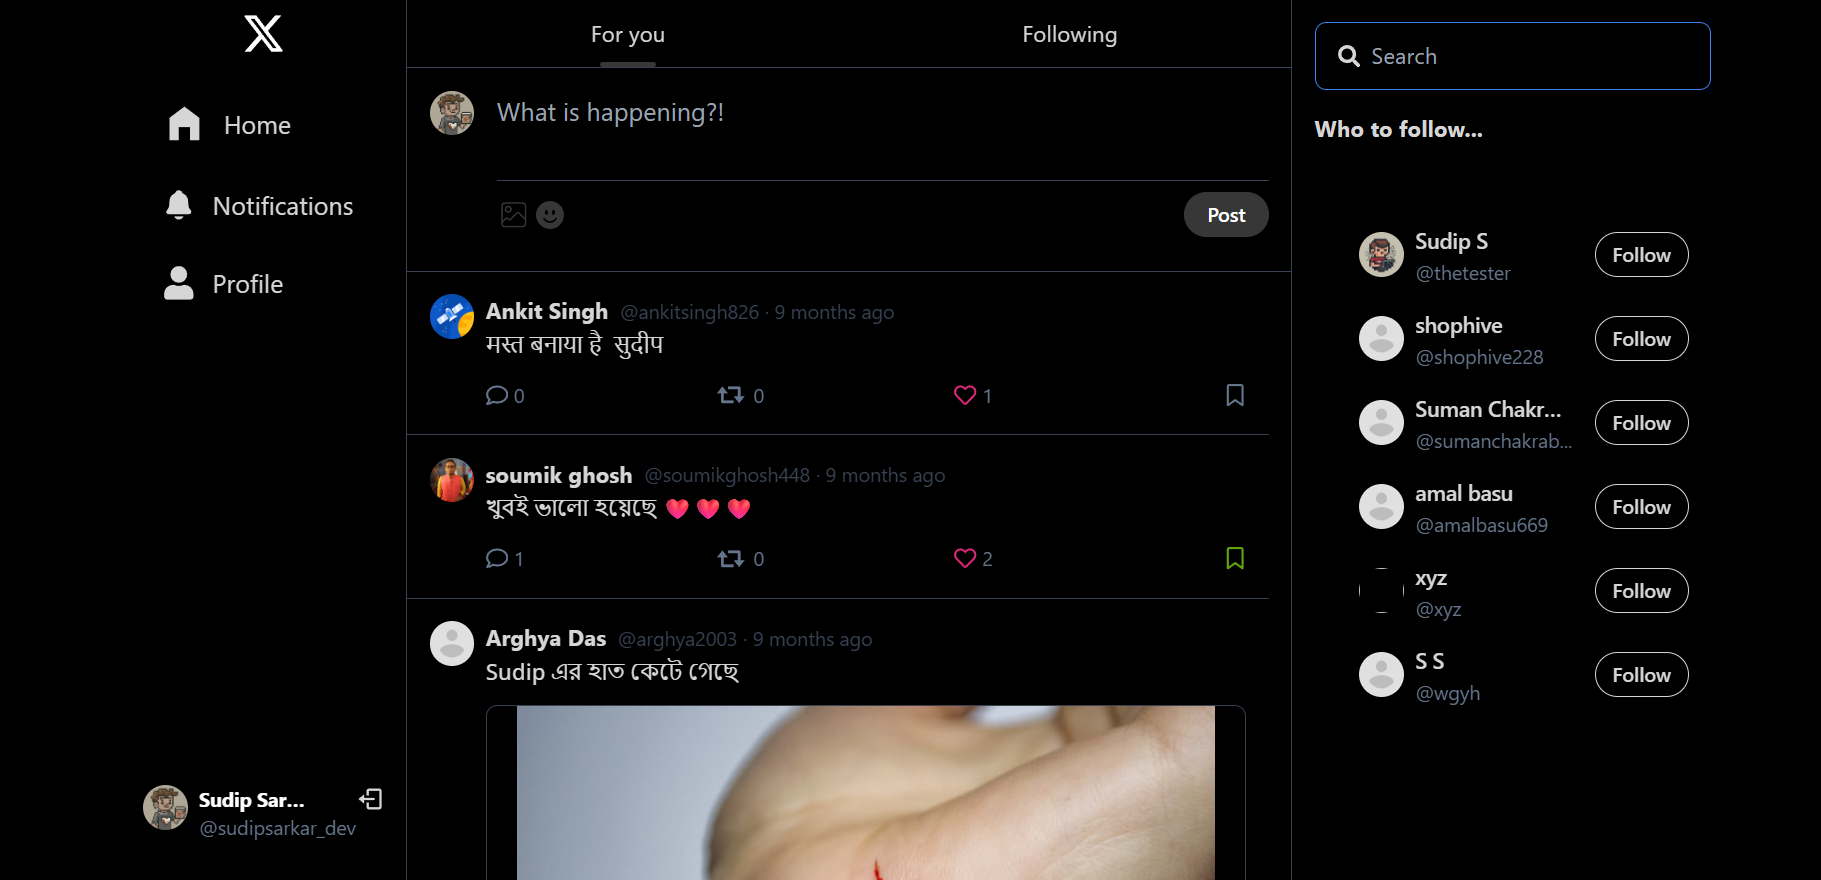 Home
Notifications
Profile
Sudip Sar...
@sudipsarkar_dev
For you
Following
What is happening?!
Post
Ankit Singh @ankitsingh826 · 9 months ago
मस्त बनाया है सुदीप
0
0
1
soumik ghosh @soumikghosh448 · 9 months ago
খুবই ভালো হয়েছে ❤️ ❤️ ❤️
1
0
2
Arghya Das @arghya2003 · 9 months ago
Sudip এর হাত কেটে গেছে
Search
Who to follow...
Sudip S
@thetester
Follow
shophive
@shophive228
Follow
Suman Chakr...
@sumanchakrab...
Follow
amal basu
@amalbasu669
Follow
xyz
@xyz
Follow
S S
@wgyh
Follow